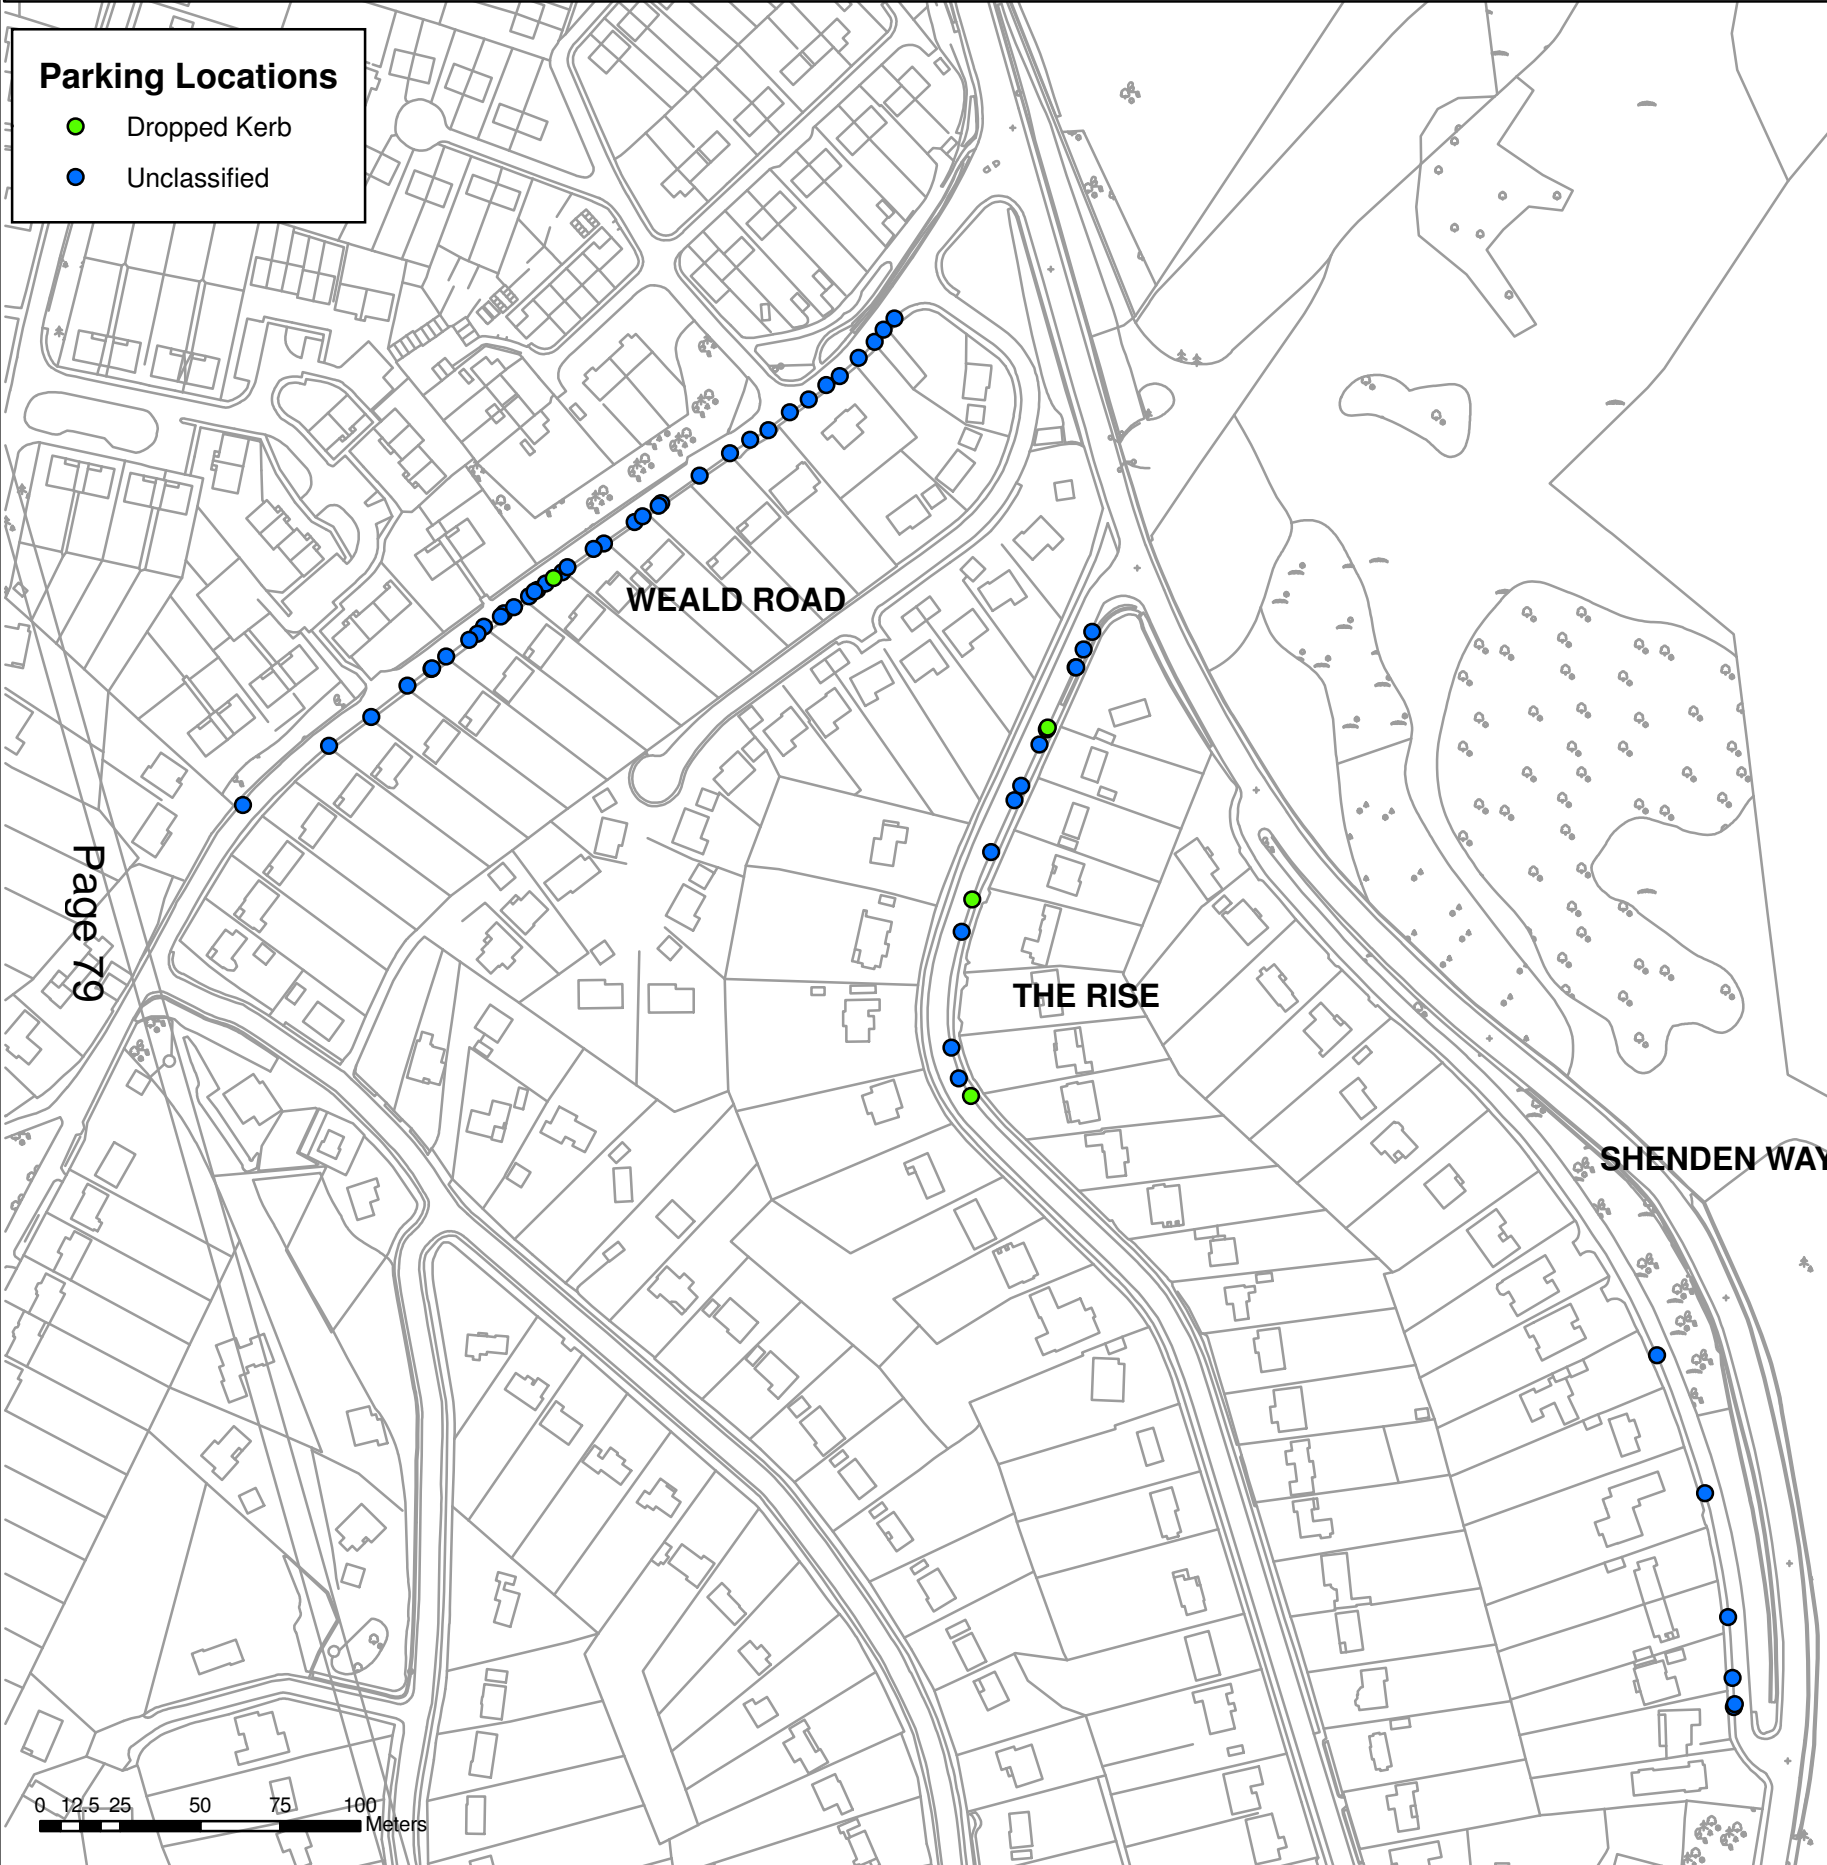 Parking Locations
Dropped Kerb
Unclassified
WEALD ROAD
Page 79
THE RISE
SHENDEN WAY
0 12.5 25 50 75 100
Meters